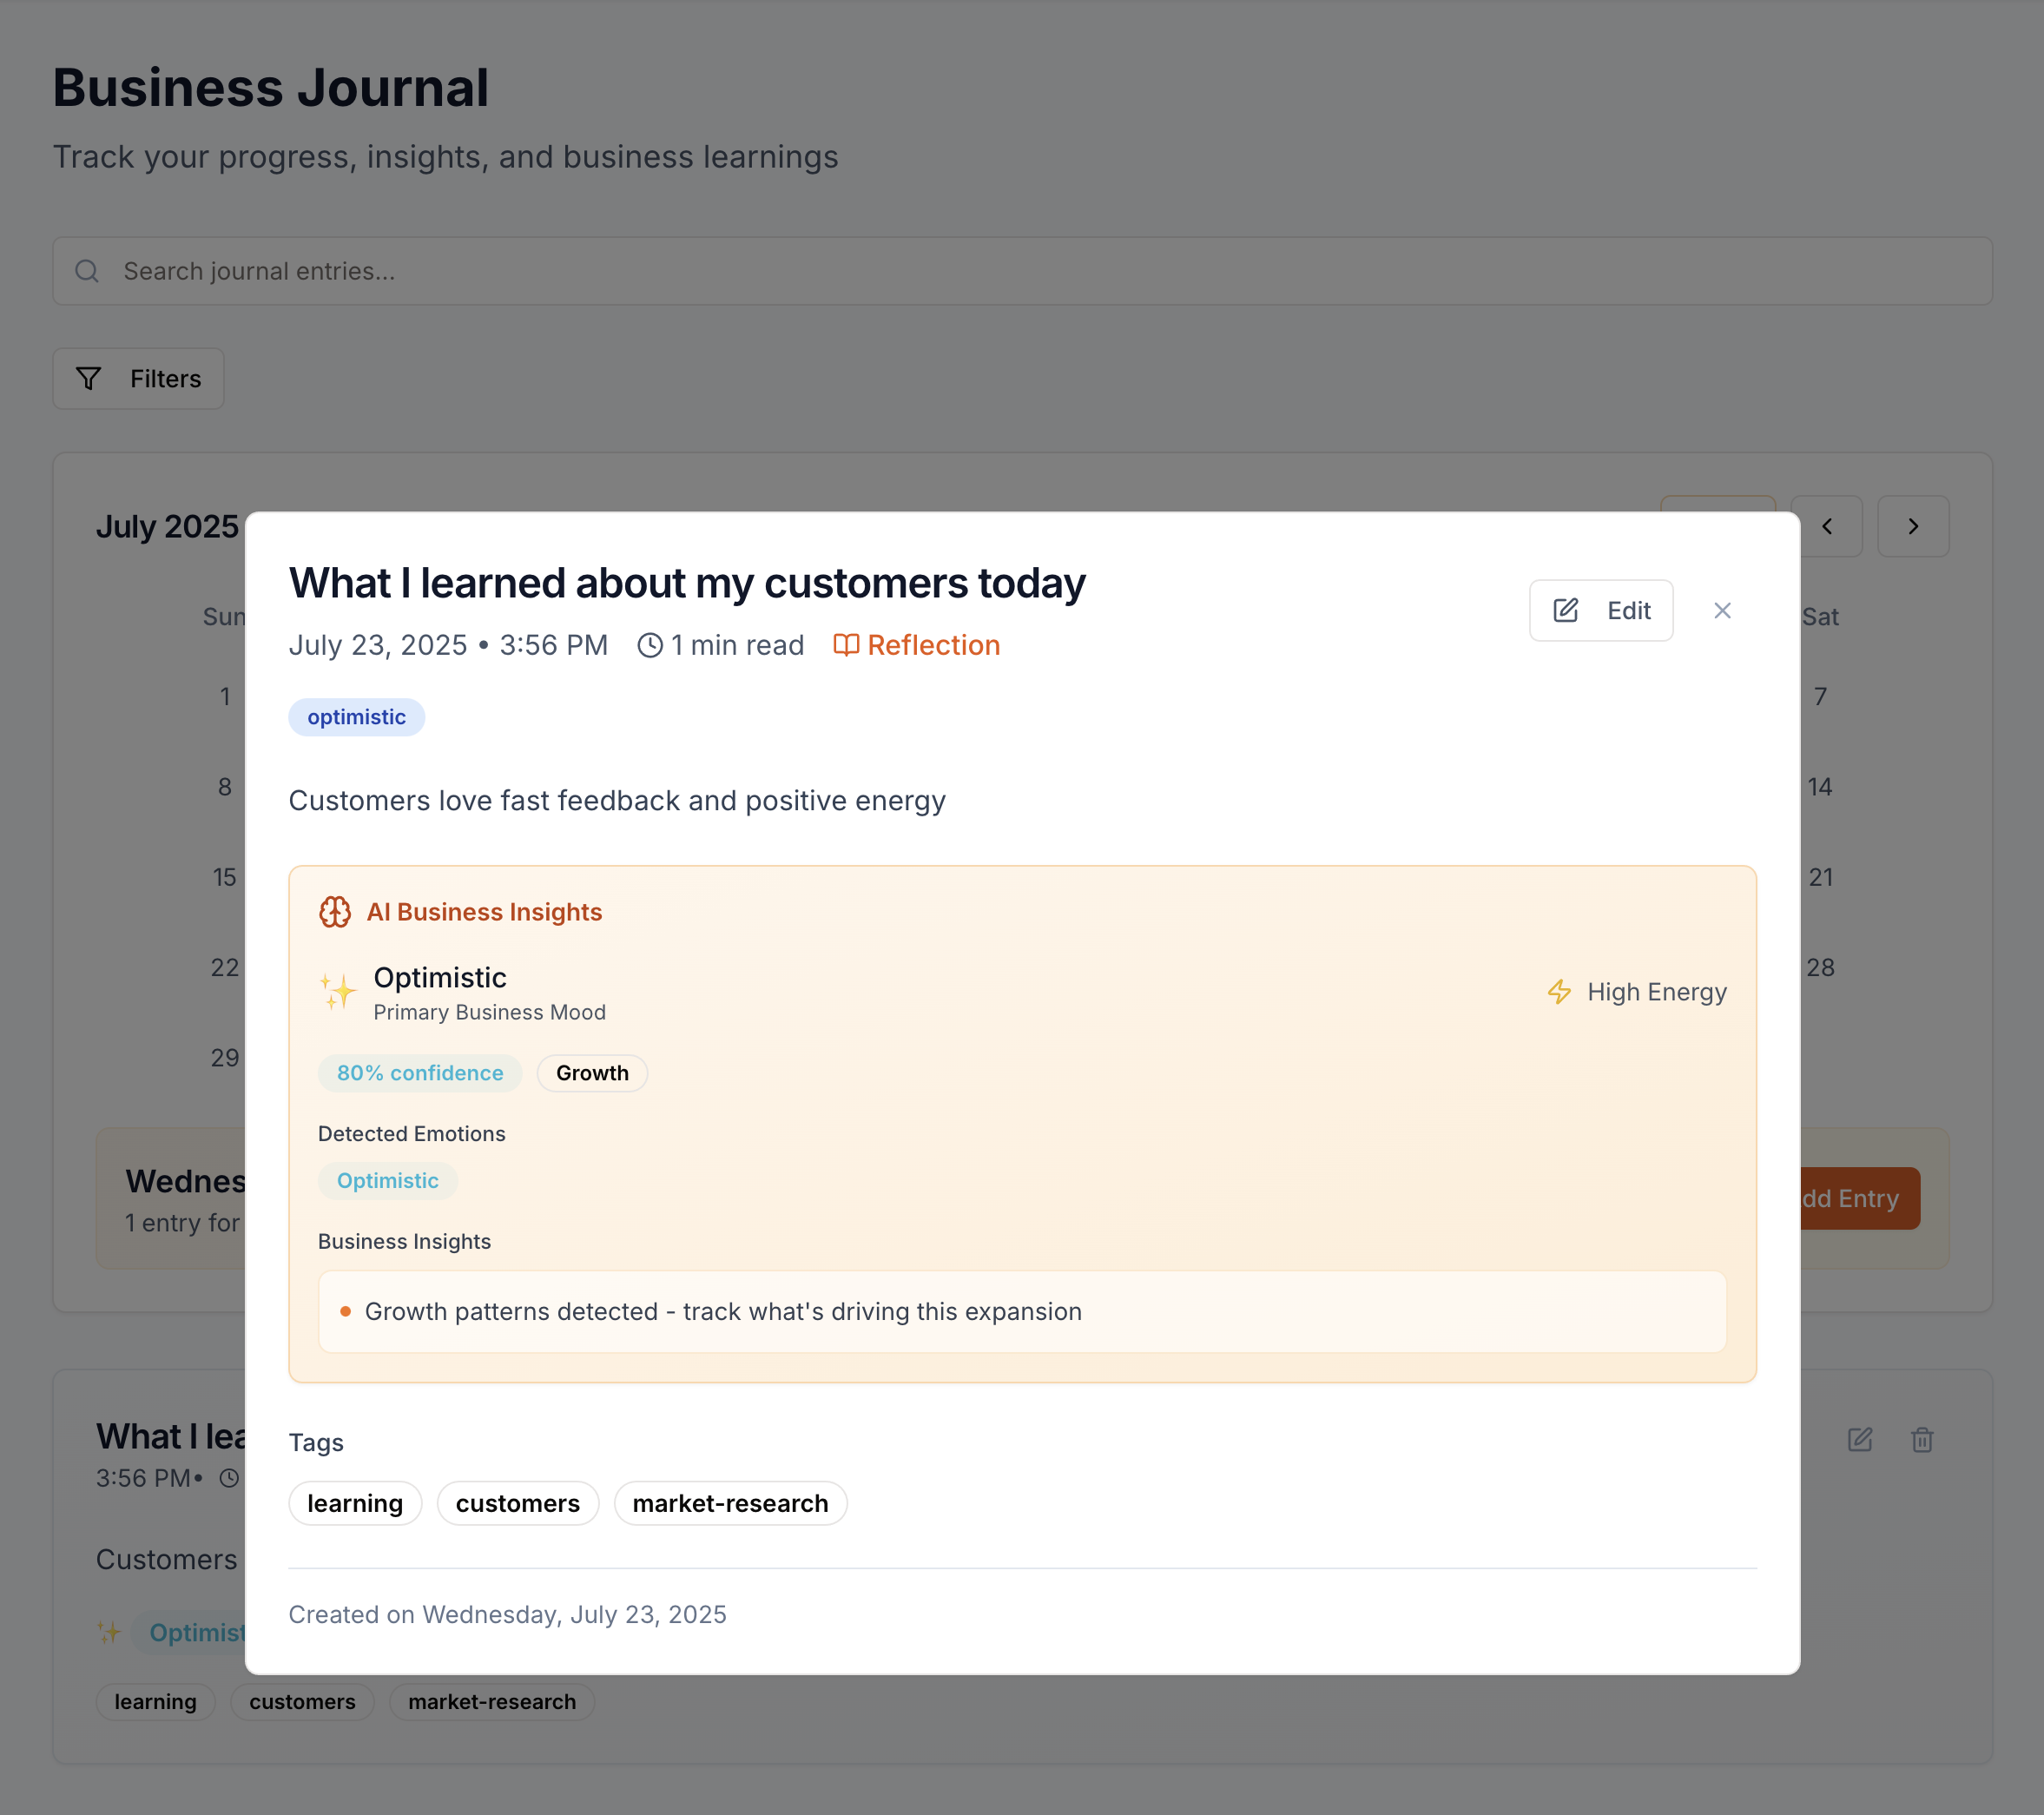 Business Journal
Track your progress, insights, and business learnings
Search journal entries...
Filters
July 2025
Sun
Sat
1
7
8
14
15
21
22
28
29
Wednes
1 entry for
dd Entry
What I learned about my customers today
Edit
July 23, 2025 • 3:56 PM 1 min read Reflection
optimistic
Customers love fast feedback and positive energy
AI Business Insights
Optimistic
Primary Business Mood
High Energy
80% confidence Growth
Detected Emotions
Optimistic
Business Insights
Growth patterns detected - track what's driving this expansion
Tags
learning customers market-research
Created on Wednesday, July 23, 2025
What I lea
3:56 PM•
Customers
Optimist
learning customers market-research